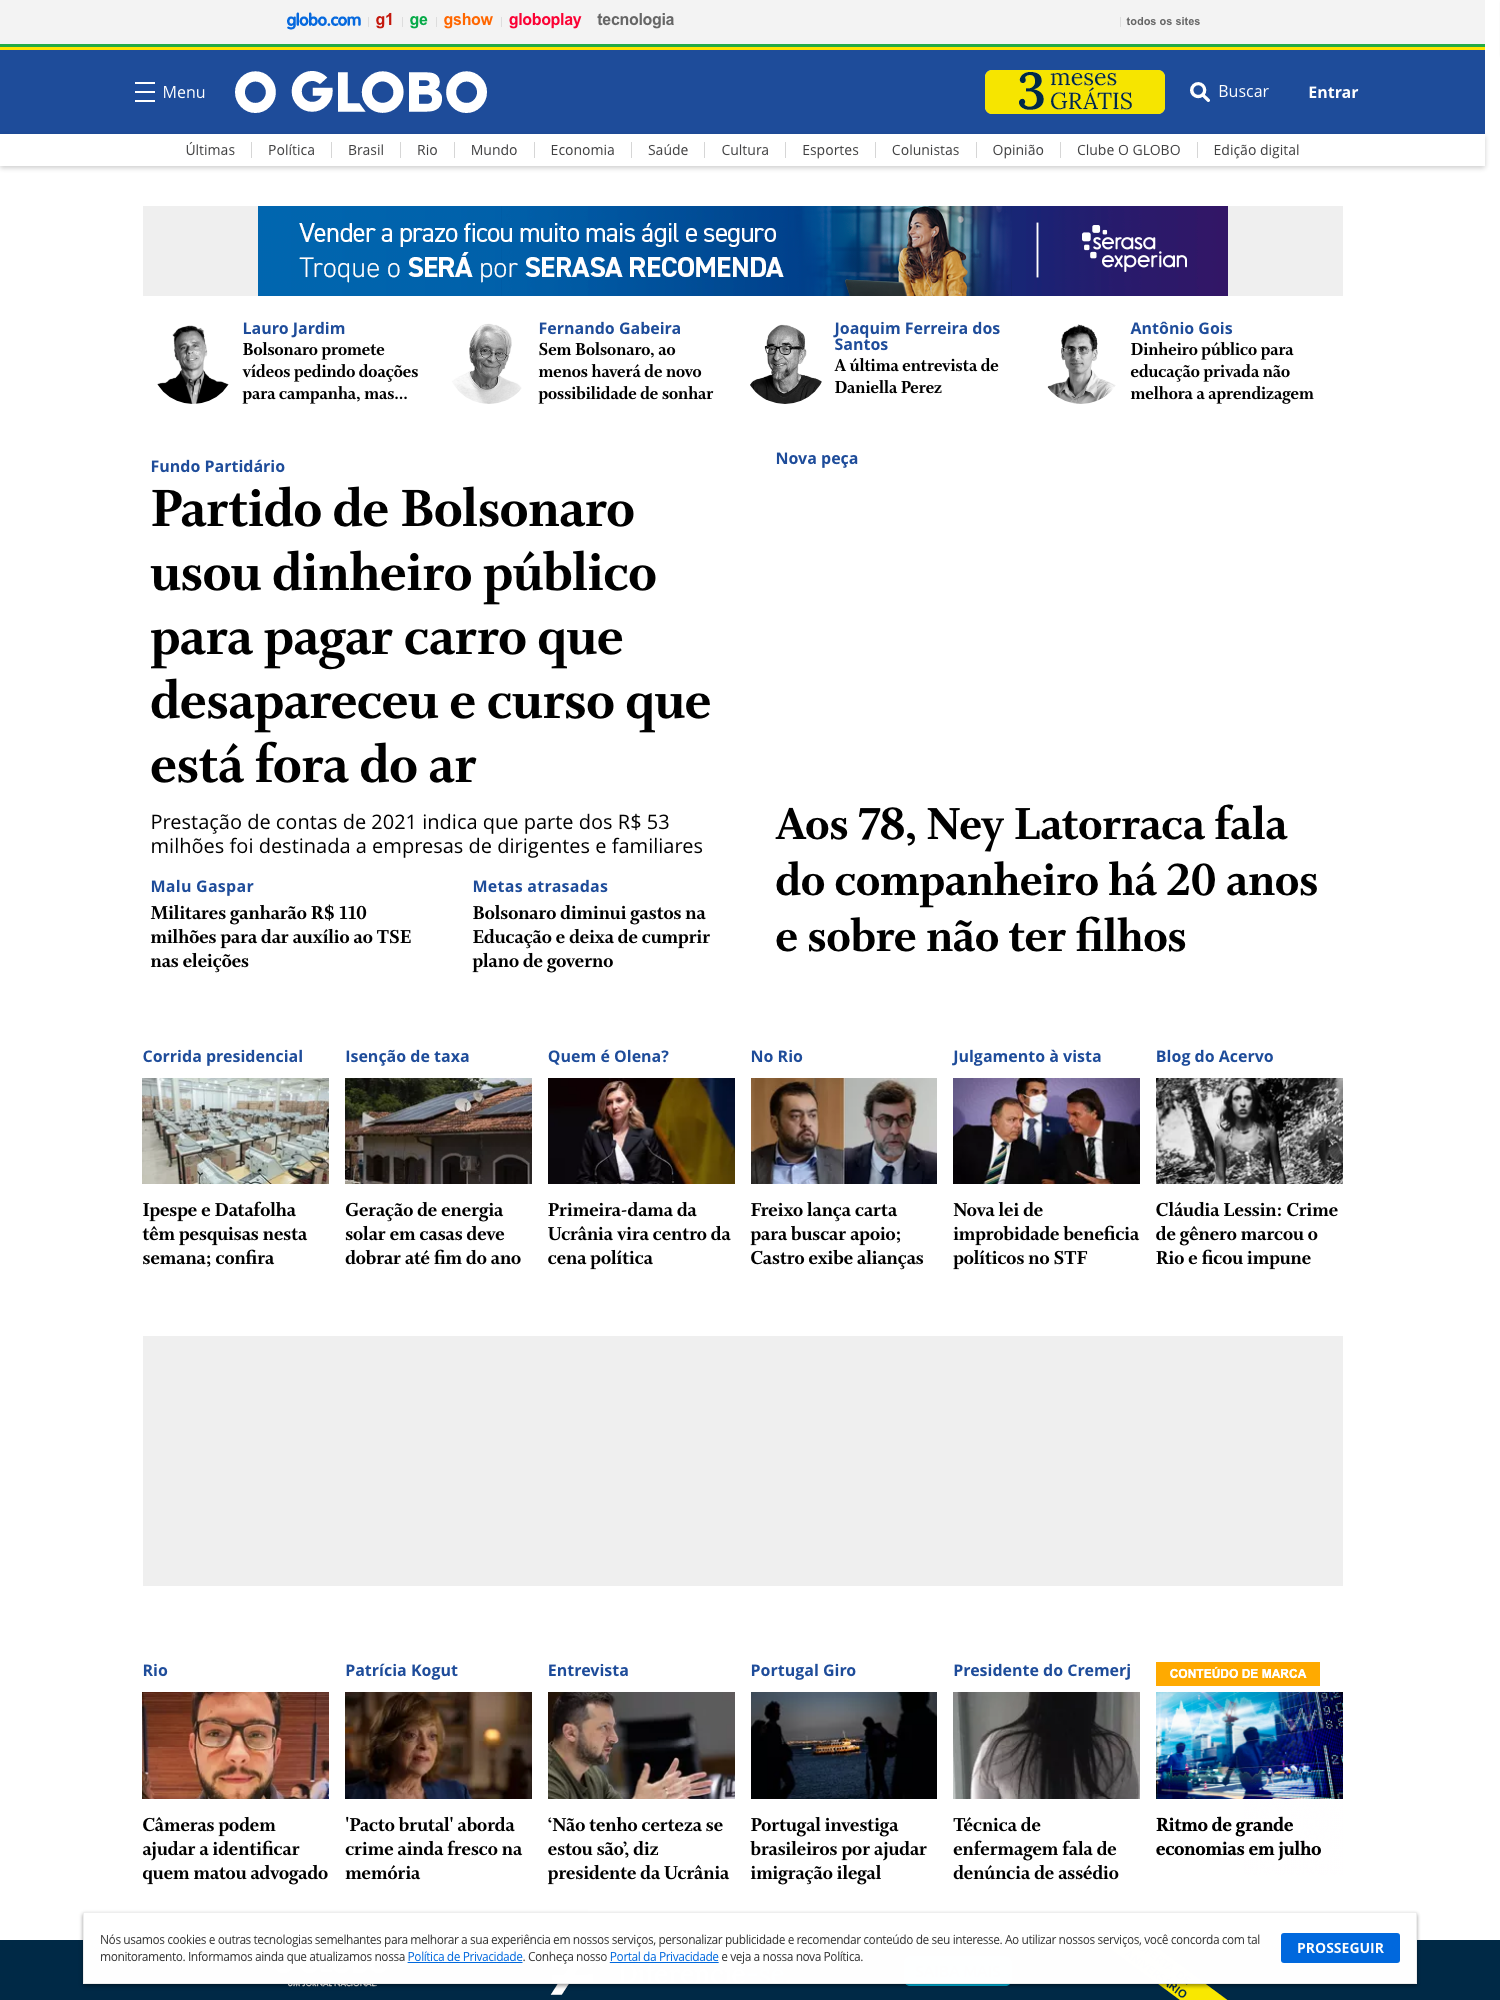 globo.com g1 ge gshow globoplay tecnologia todos os sites
Menu O GLOBO 3 meses GRÁTIS Buscar Entrar
Últimas Política Brasil Rio Mundo Economia Saúde Cultura Esportes Colunistas Opinião Clube O GLOBO Edição digital
Vender a prazo ficou muito mais ágil e seguro
Troque o SERÁ por SERASA RECOMENDA
serasa
experian
Lauro Jardim
Bolsonaro promete
vídeos pedindo doações
para campanha, mas...
Fernando Gabeira
Sem Bolsonaro, ao
menos haverá de novo
possibilidade de sonhar
Joaquim Ferreira dos
Santos
A última entrevista de
Daniella Perez
Antônio Gois
Dinheiro público para
educação privada não
melhora a aprendizagem
Fundo Partidário
Partido de Bolsonaro
usou dinheiro público
para pagar carro que
desapareceu e curso que
está fora do ar
Prestação de contas de 2021 indica que parte dos R$ 53
milhões foi destinada a empresas de dirigentes e familiares
Malu Gaspar
Militares ganharão R$ 110
milhões para dar auxílio ao TSE
nas eleições
Metas atrasadas
Bolsonaro diminui gastos na
Educação e deixa de cumprir
plano de governo
Nova peça
Aos 78, Ney Latorraca fala
do companheiro há 20 anos
e sobre não ter filhos
Corrida presidencial
Ipespe e Datafolha
têm pesquisas nesta
semana; confira
Isenção de taxa
Geração de energia
solar em casas deve
dobrar até fim do ano
Quem é Olena?
Primeira-dama da
Ucrânia vira centro da
cena política
No Rio
Freixo lança carta
para buscar apoio;
Castro exibe alianças
Julgamento à vista
Nova lei de
improbidade beneficia
políticos no STF
Blog do Acervo
Cláudia Lessin: Crime
de gênero marcou o
Rio e ficou impune
Rio
Câmeras podem
ajudar a identificar
quem matou advogado
Patrícia Kogut
'Pacto brutal' aborda
crime ainda fresco na
memória
Entrevista
‘Não tenho certeza se
estou são’, diz
presidente da Ucrânia
Portugal Giro
Portugal investiga
brasileiros por ajudar
imigração ilegal
Presidente do Cremerj
Técnica de
enfermagem fala de
denúncia de assédio
CONTEÚDO DE MARCA
Ritmo de grande
economias em julho
Nós usamos cookies e outras tecnologias semelhantes para melhorar a sua experiência em nossos serviços, personalizar publicidade e recomendar conteúdo de seu interesse. Ao utilizar nossos serviços, você concorda com tal
monitoramento. Informamos ainda que atualizamos nossa Política de Privacidade. Conheça nosso Portal da Privacidade e veja a nossa nova Política.
PROSSEGUIR